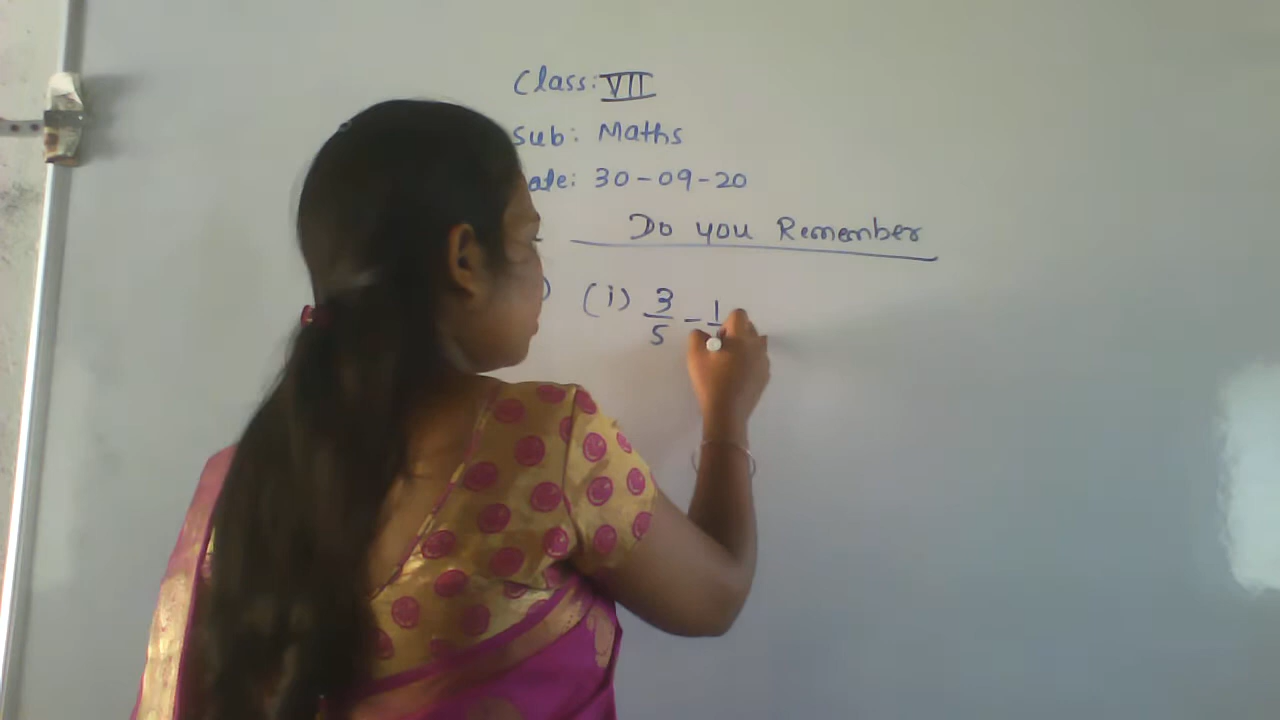 Class: VII
Sub: Maths
ate: 30-09-20
Do you Remember
) (i) 3/5 - 1